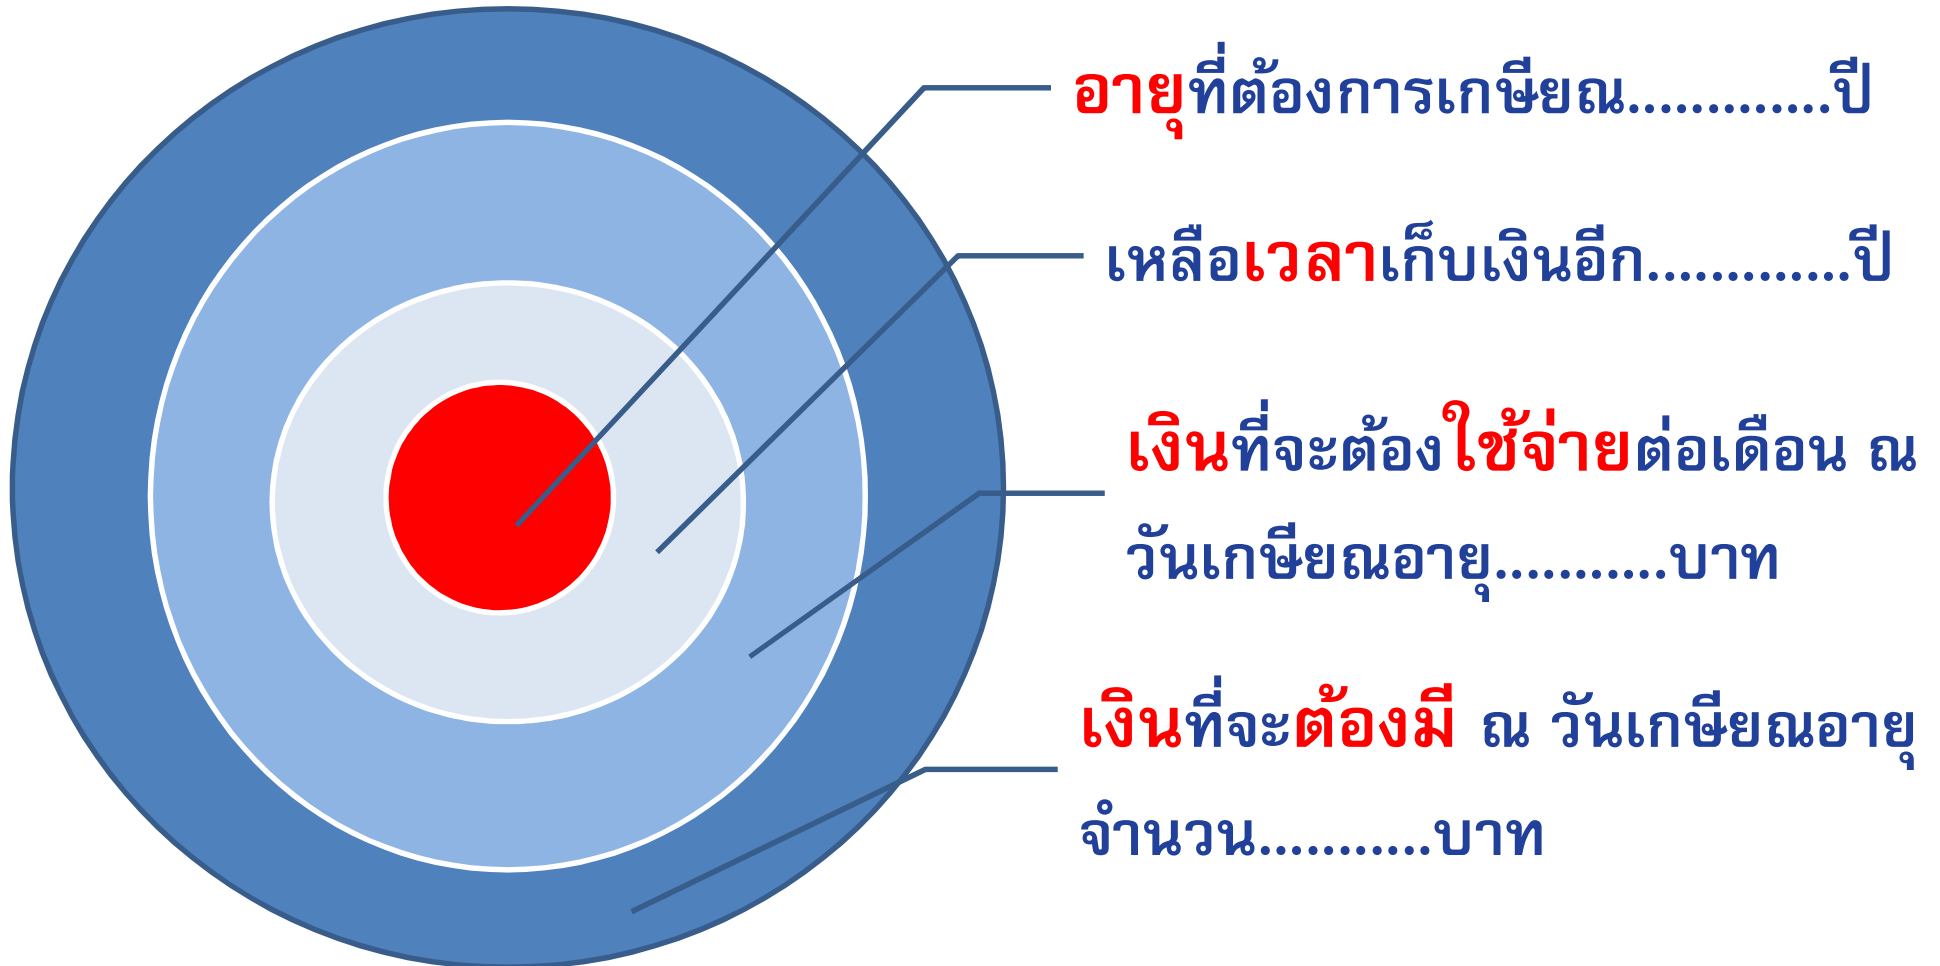 อายุที่ต้องการเกษียณ.............ปี
เหลือเวลาเก็บเงินอีก.............ปี
เงินที่จะต้องใช้จ่ายต่อเดือน ณ
วันเกษียณอายุ...........บาท
เงินที่จะต้องมี ณ วันเกษียณอายุ
จำนวน...........บาท